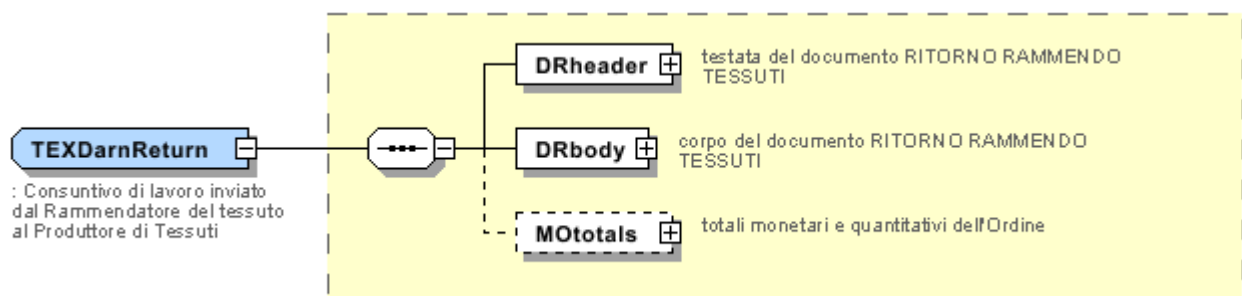 DRheader
testata del documento RITORNO RAMMENDO
TESSUTI
TEXDarnReturn
: Consuntivo di lavoro inviato
dal Rammendatore del tessuto
al Produttore di Tessuti
DRbody
corpo del documento RITORNO RAMMENDO
TESSUTI
MOtotals
totali monetari e quantitativi dell'Ordine